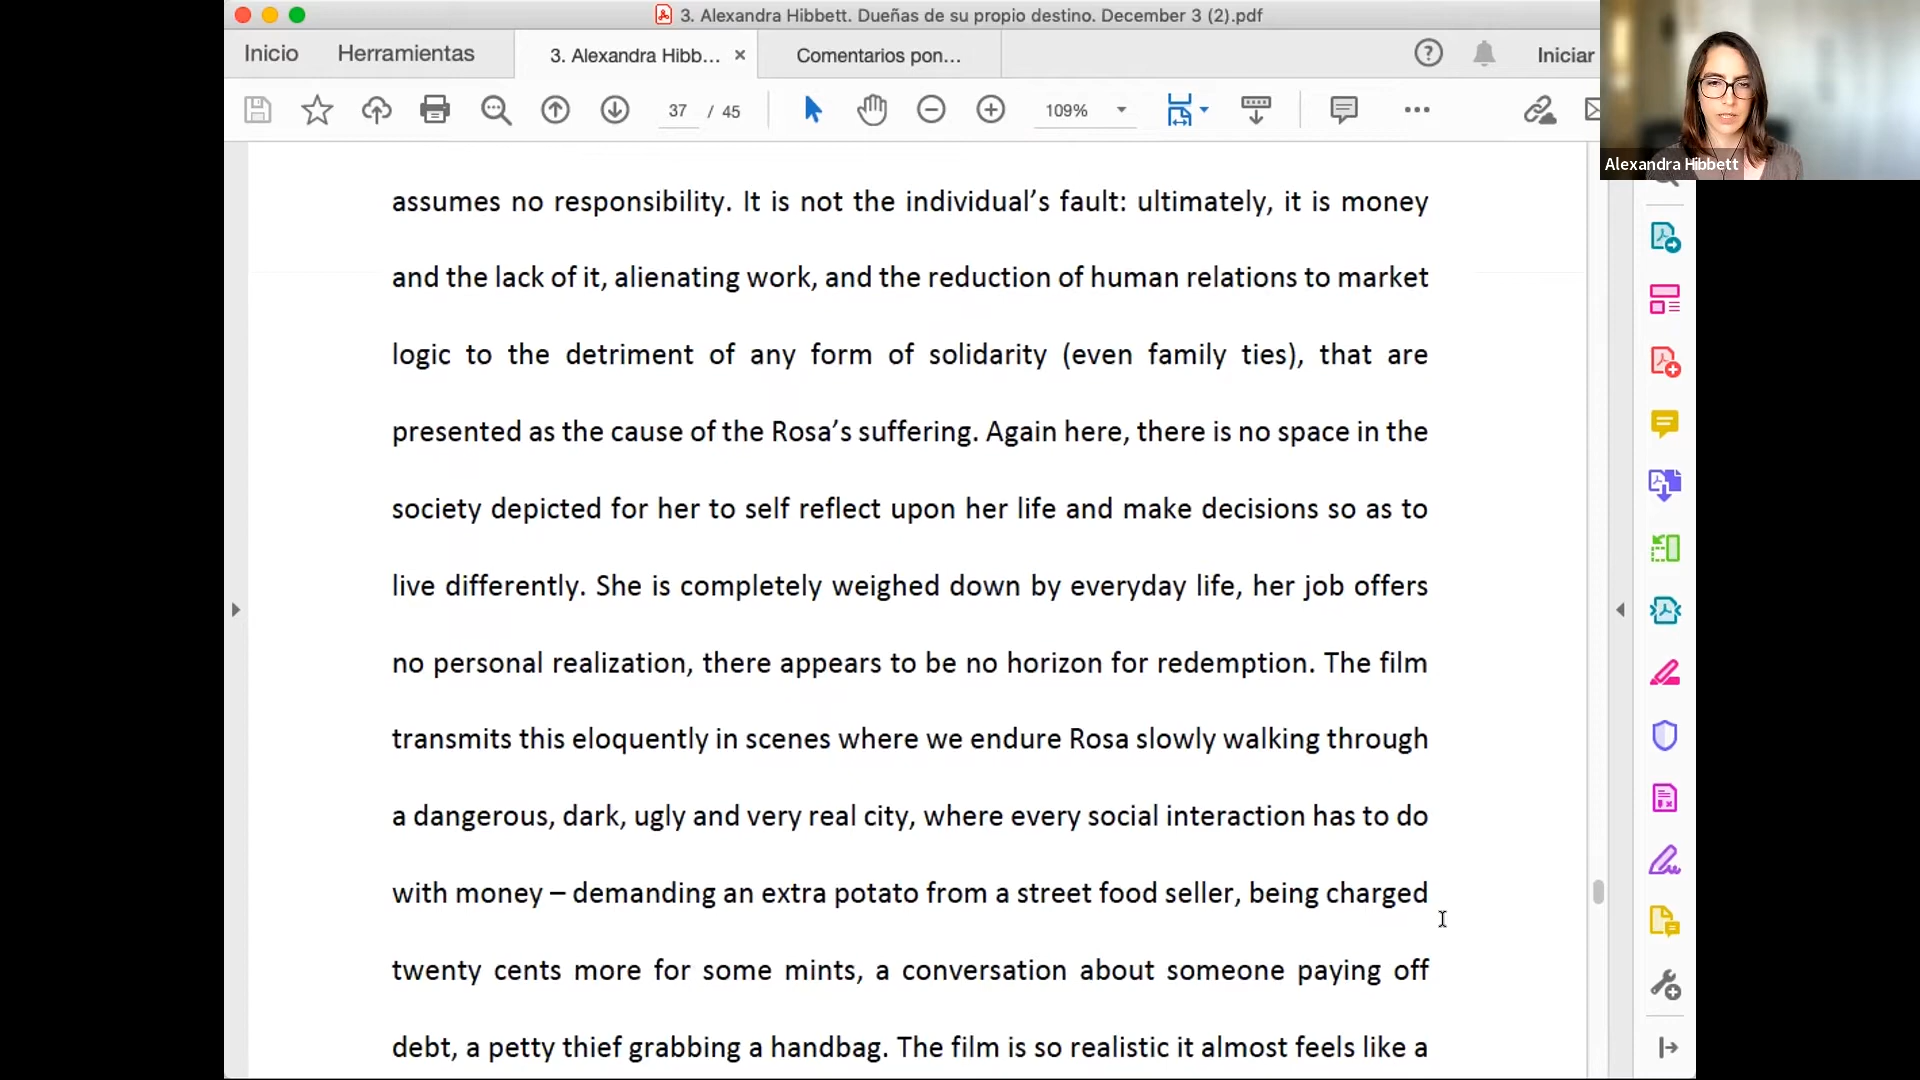 3. Alexandra Hibbett. Dueñas de su propio destino. December 3 (2).pdf
Inicio
Herramientas
3. Alexandra Hibb...
Comentarios pon...
Iniciar
37 / 45
109%
Alexandra Hibbett
assumes no responsibility. It is not the individual’s fault: ultimately, it is money
and the lack of it, alienating work, and the reduction of human relations to market
logic to the detriment of any form of solidarity (even family ties), that are
presented as the cause of the Rosa’s suffering. Again here, there is no space in the
society depicted for her to self reflect upon her life and make decisions so as to
live differently. She is completely weighed down by everyday life, her job offers
no personal realization, there appears to be no horizon for redemption. The film
transmits this eloquently in scenes where we endure Rosa slowly walking through
a dangerous, dark, ugly and very real city, where every social interaction has to do
with money – demanding an extra potato from a street food seller, being charged
twenty cents more for some mints, a conversation about someone paying off
debt, a petty thief grabbing a handbag. The film is so realistic it almost feels like a